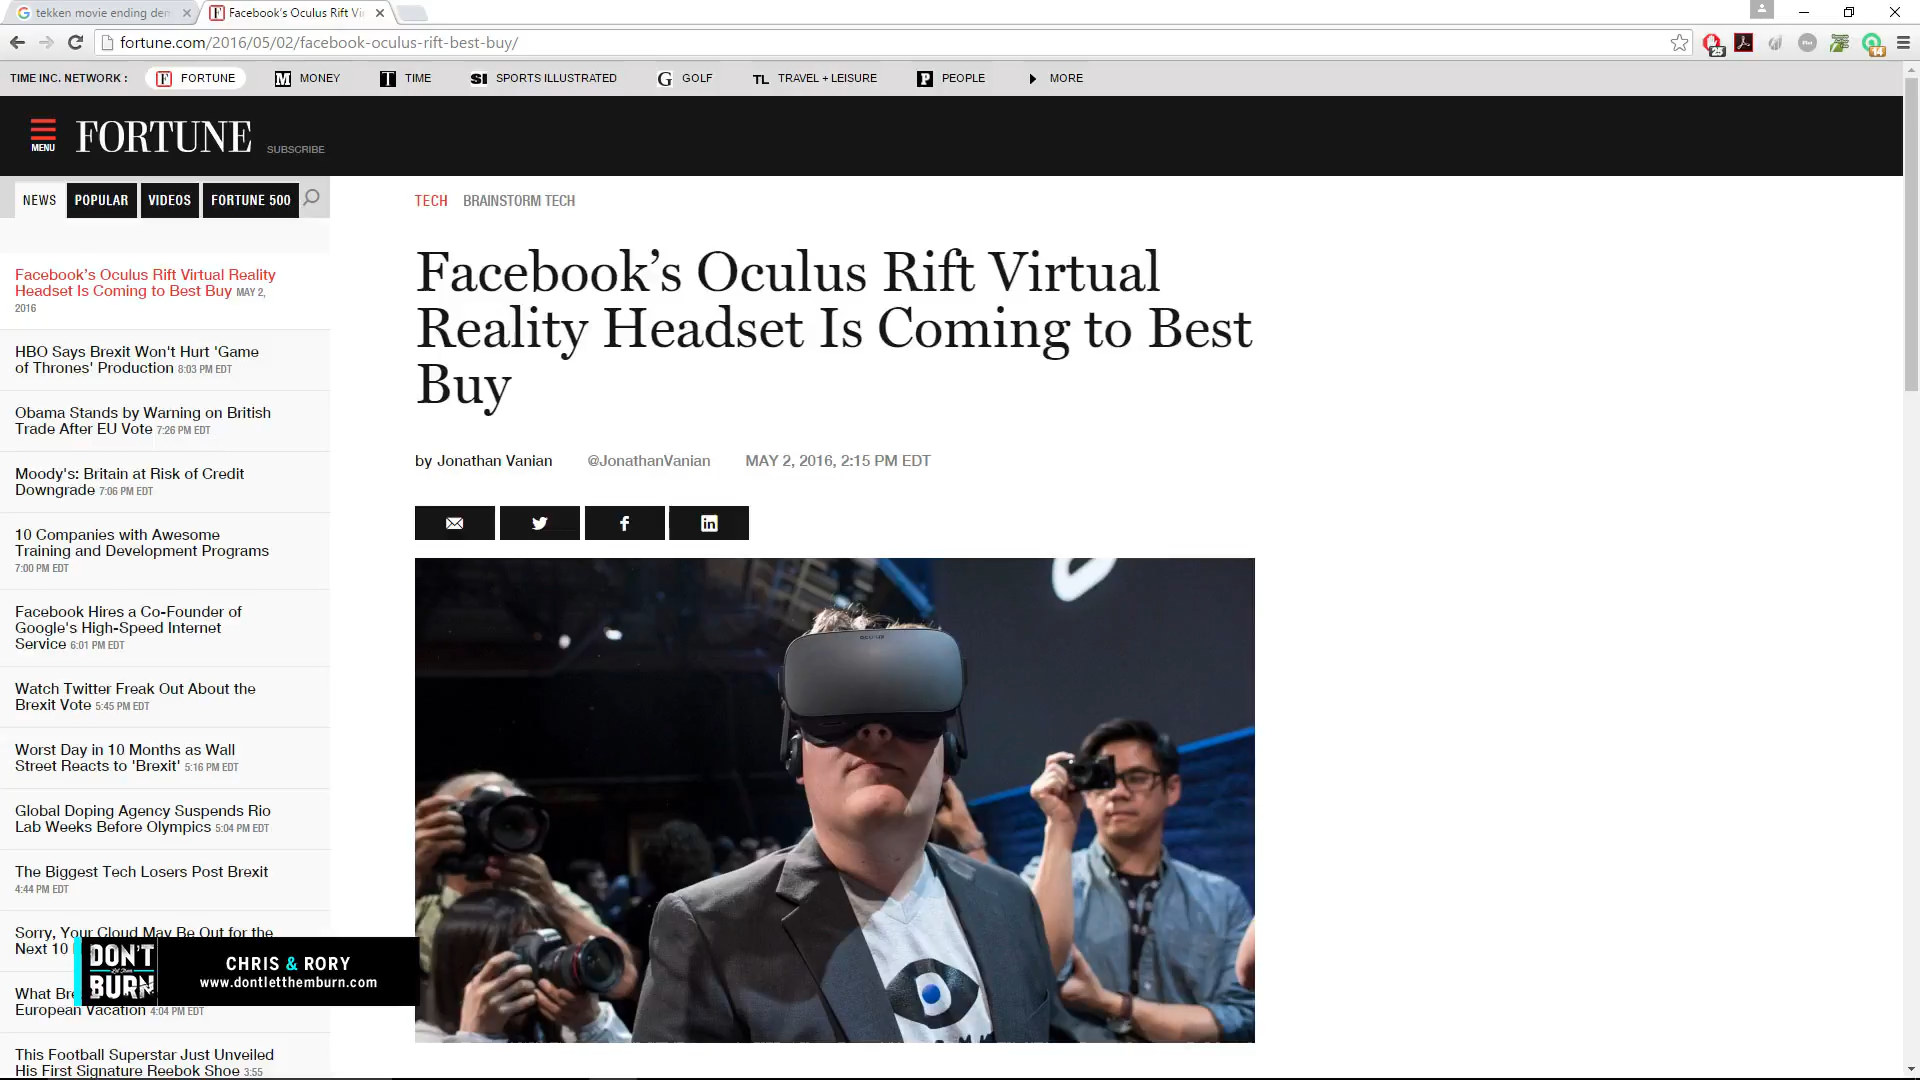 tekken movie ending den
Facebook's Oculus Rift Vi
fortune.com/2016/05/02/facebook-oculus-rift-best-buy/
25
14
TIME INC. NETWORK :
FORTUNE
M MONEY
T TIME
SI SPORTS ILLUSTRATED
G GOLF
TL TRAVEL + LEISURE
P PEOPLE
MORE
MENU
FORTUNE
SUBSCRIBE
NEWS
POPULAR
VIDEOS
FORTUNE 500
Facebook's Oculus Rift Virtual Reality
Headset Is Coming to Best Buy MAY 2,
2016
HBO Says Brexit Won't Hurt 'Game
of Thrones' Production 8:03 PM EDT
Obama Stands by Warning on British
Trade After EU Vote 7:26 PM EDT
Moody's: Britain at Risk of Credit
Downgrade 7:06 PM EDT
10 Companies with Awesome
Training and Development Programs
7:00 PM EDT
Facebook Hires a Co-Founder of
Google's High-Speed Internet
Service 6:01 PM EDT
Watch Twitter Freak Out About the
Brexit Vote 5:45 PM EDT
Worst Day in 10 Months as Wall
Street Reacts to 'Brexit' 5:16 PM EDT
Global Doping Agency Suspends Rio
Lab Weeks Before Olympics 5:04 PM EDT
The Biggest Tech Losers Post Brexit
4:44 PM EDT
Sorry, Your Cloud May Be Out for the
Next 10
What Bre
European Vacation 4:04 PM EDT
This Football Superstar Just Unveiled
His First Signature Reebok Shoe 3:55
TECH
BRAINSTORM TECH
Facebook's Oculus Rift Virtual
Reality Headset Is Coming to Best
Buy
by Jonathan Vanian
@JonathanVanian
MAY 2, 2016, 2:15 PM EDT
oculus
DON'T
Let Them
BURN
CHRIS & RORY
www.dontletthemburn.com